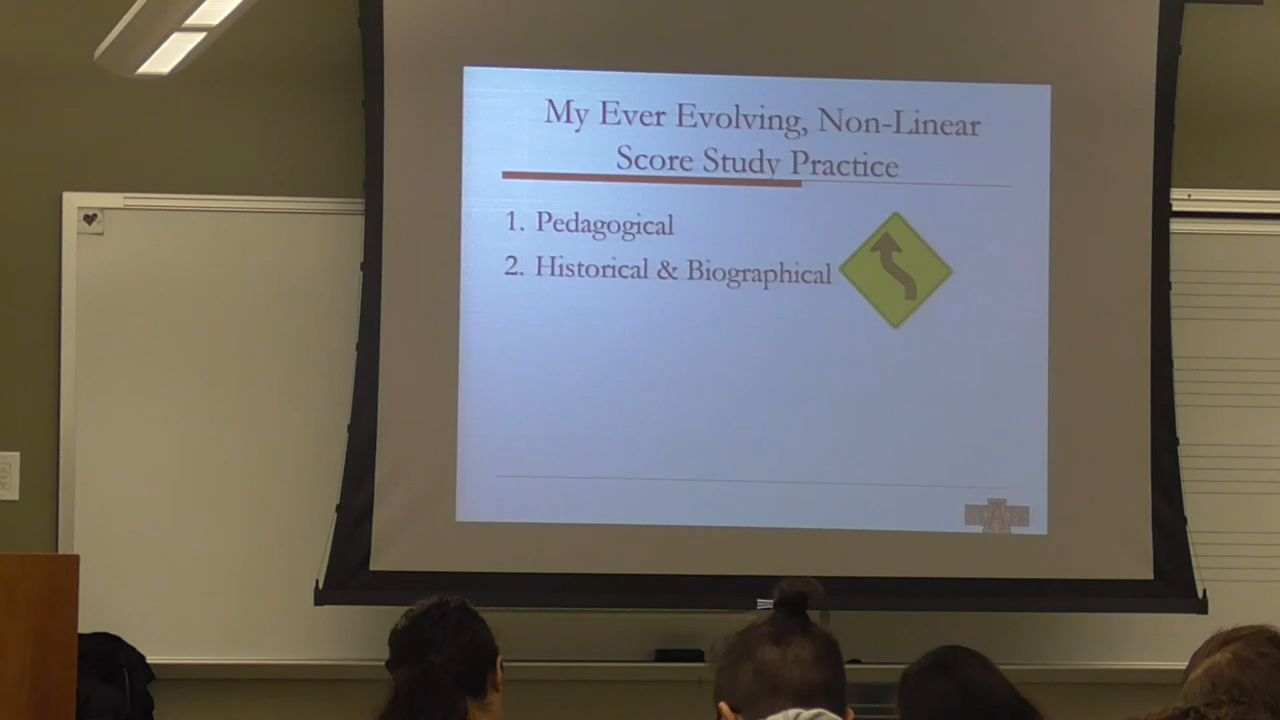 My Ever Evolving, Non-Linear
Score Study Practice
1. Pedagogical
2. Historical & Biographical